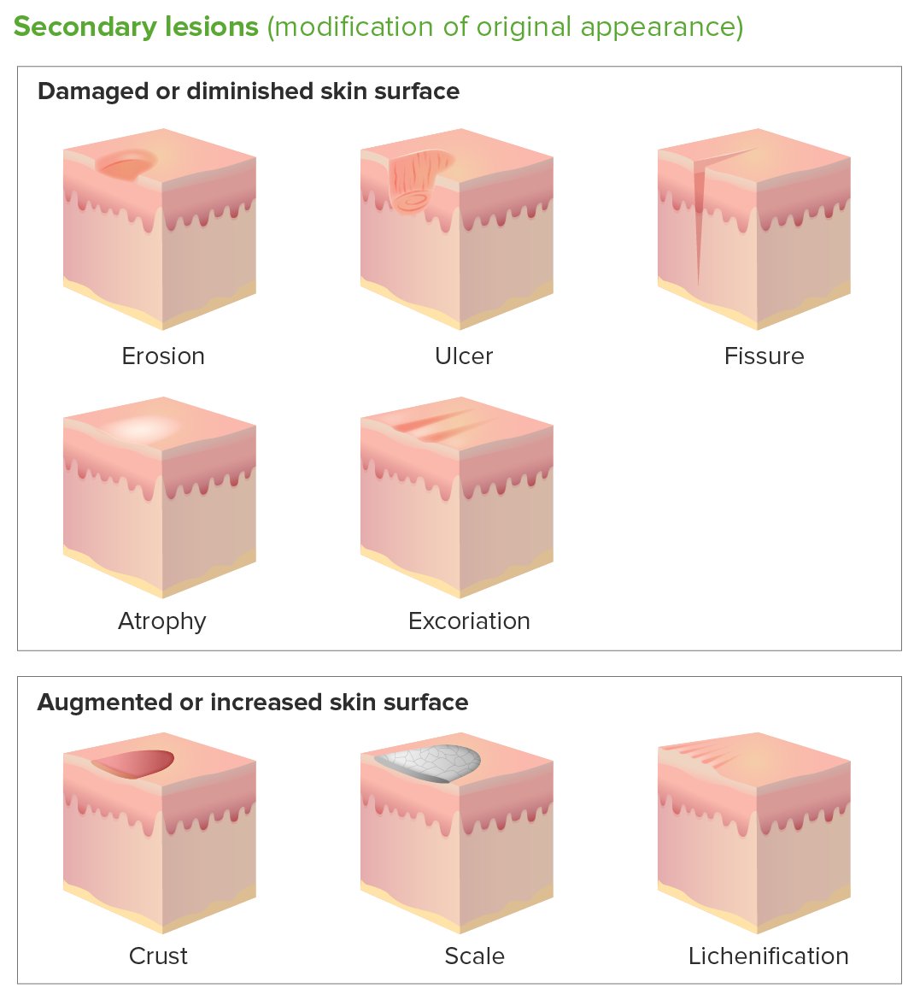 Secondary lesions (modification of original appearance)
Damaged or diminished skin surface
Erosion
Ulcer
Fissure
Atrophy
Excoriation
Augmented or increased skin surface
Crust
Scale
Lichenification